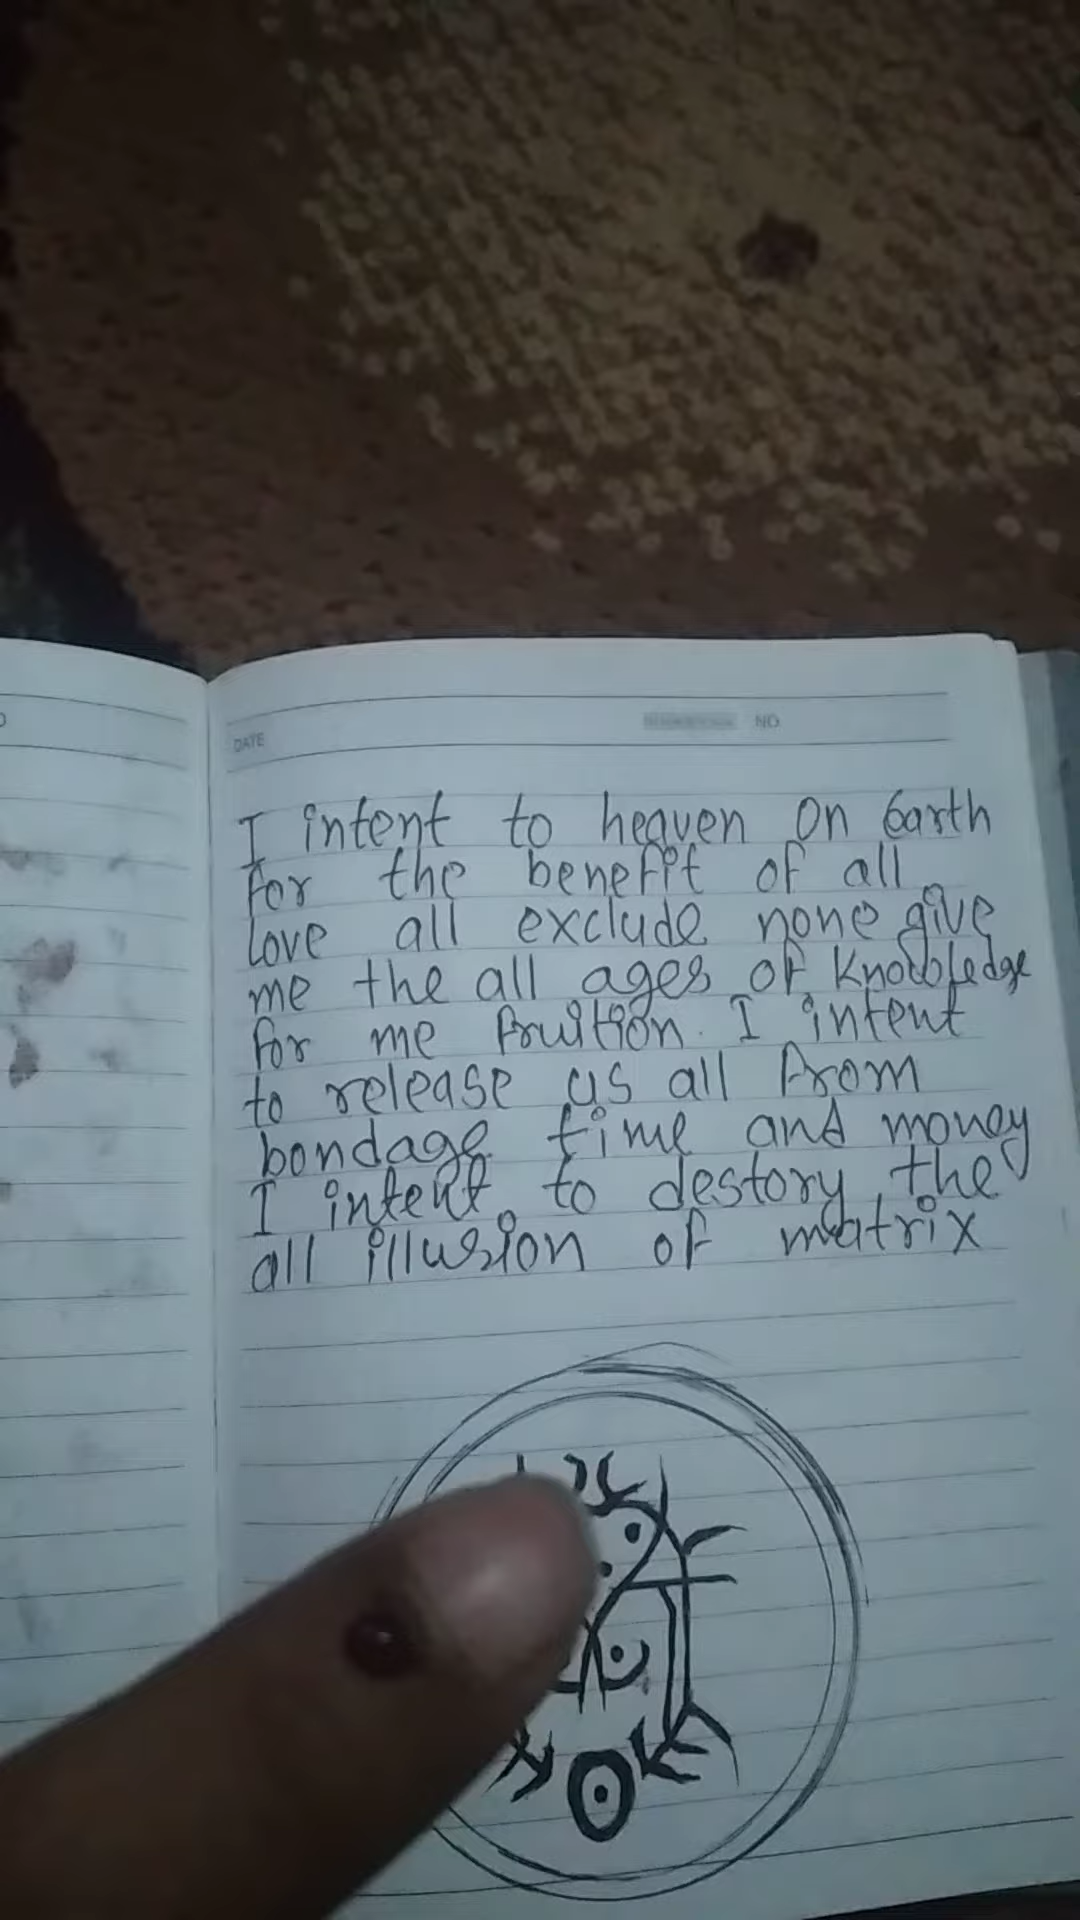 DATE
NO
I intent to heaven on Earth
for the benefit of all
love all exclude none give
me the all ages of Knowledge
for me fruition. I intent
to release us all from
bondage time and money
I intent to destory the
all illusion of matrix